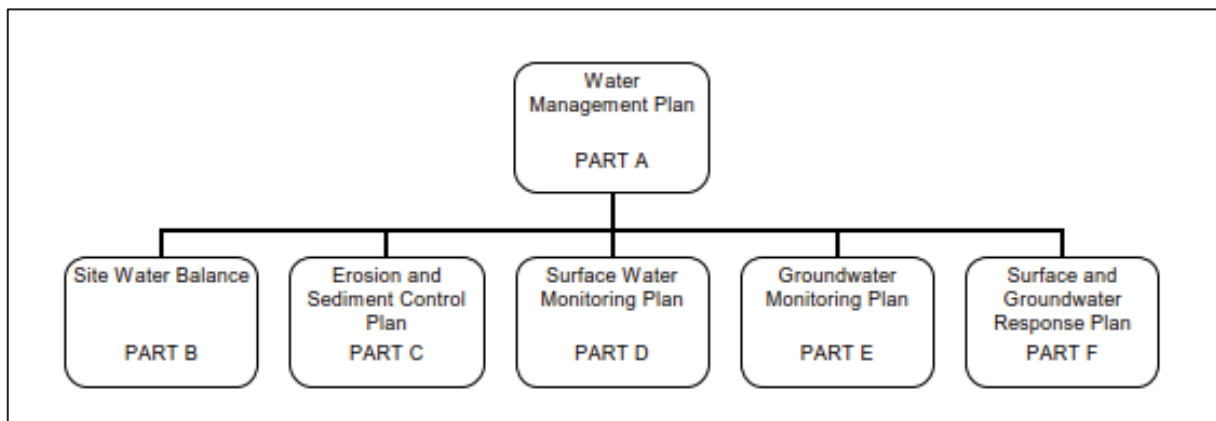 Water
Management Plan
PART A
Site Water Balance
PART B
Erosion and
Sediment Control
Plan
PART C
Surface Water
Monitoring Plan
PART D
Groundwater
Monitoring Plan
PART E
Surface and
Groundwater
Response Plan
PART F